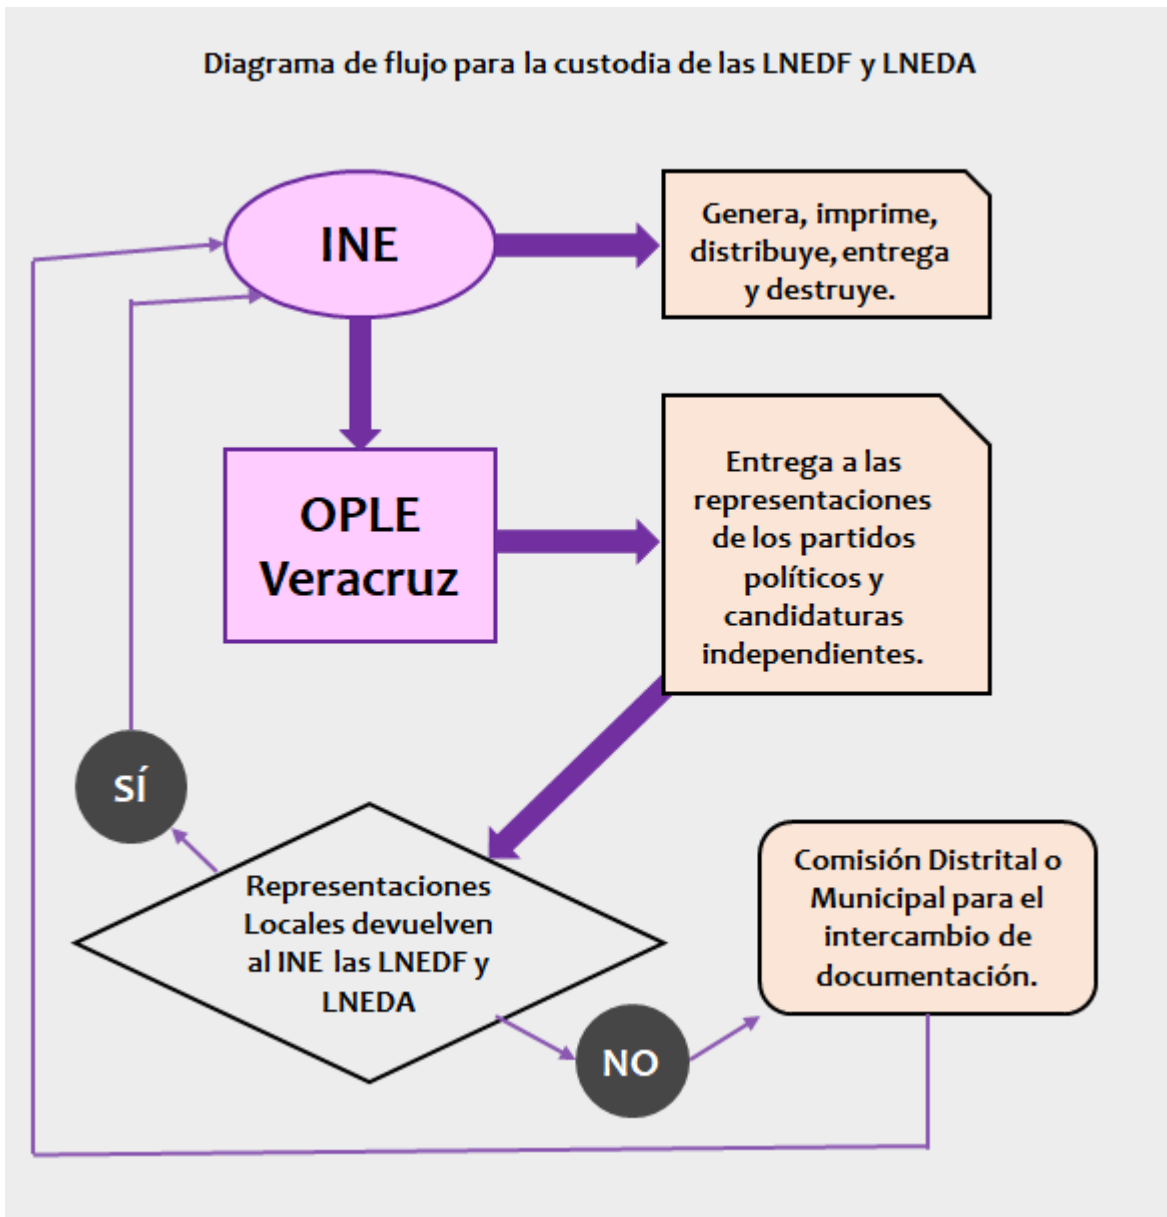 Diagrama de flujo para la custodia de las LNEDF y LNEDA
INE
Genera, imprime,
distribuye, entrega
y destruye.
OPLE
Veracruz
Entrega a las
representaciones
de los partidos
políticos y
candidaturas
independientes.
SÍ
Representaciones
Locales devuelven
al INE las LNEDF y
LNEDA
NO
Comisión Distrital o
Municipal para el
intercambio de
documentación.